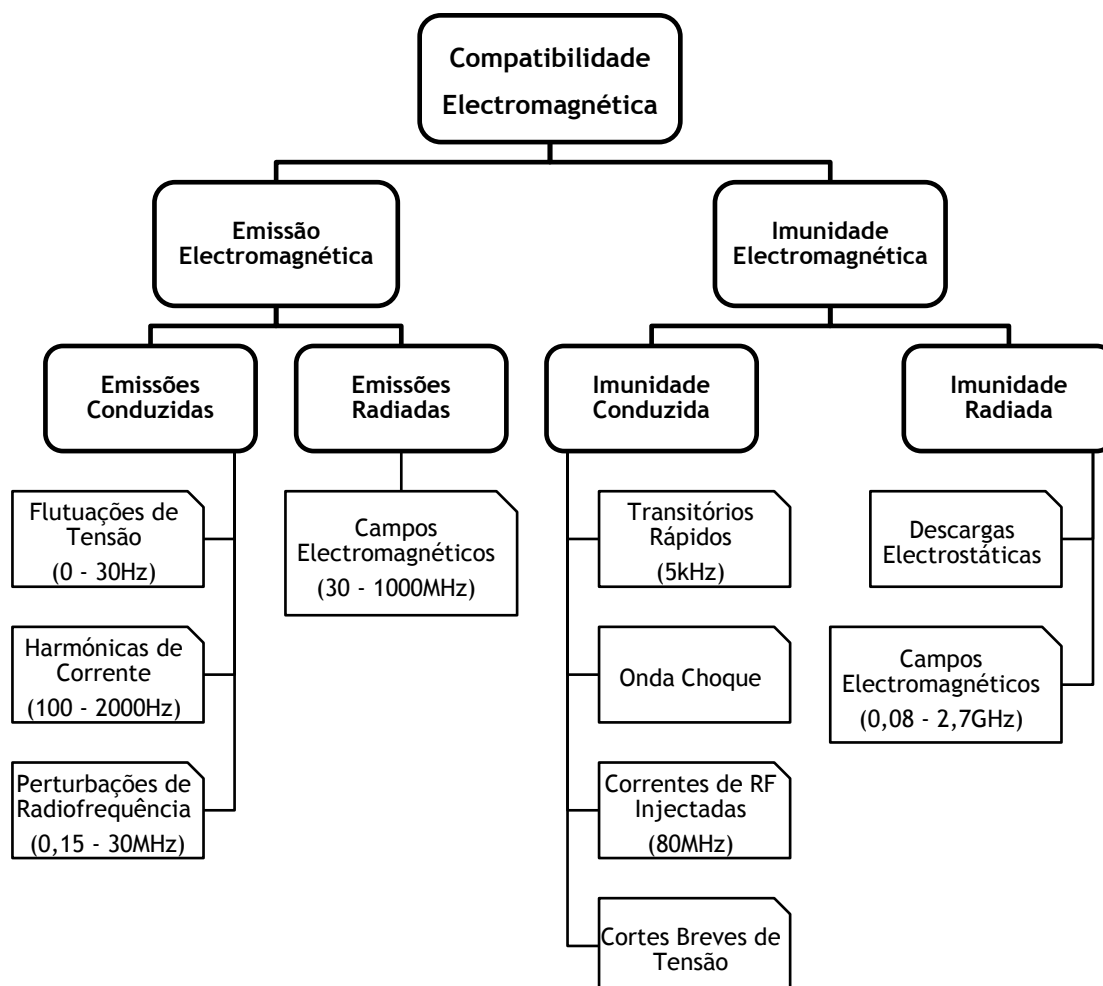 Compatibilidade
Electromagnética
Emissão
Electromagnética
Imunidade
Electromagnética
Emissões
Conduzidas
Emissões
Radiadas
Imunidade
Conduzida
Imunidade
Radiada
Flutuações de
Tensão
(0 - 30Hz)
Harmónicas de
Corrente
(100 - 2000Hz)
Perturbações de
Radiofrequência
(0,15 - 30MHz)
Campos
Electromagnéticos
(30 - 1000MHz)
Transitórios
Rápidos
(5kHz)
Onda Choque
Correntes de RF
Injectadas
(80MHz)
Cortes Breves de
Tensão
Descargas
Electrostáticas
Campos
Electromagnéticos
(0,08 - 2,7GHz)